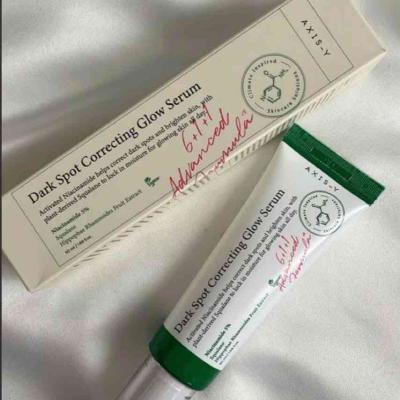 AXIS-Y
Climate Inspired
Dark Spot Correcting Glow Serum
Activated Niacinamide helps correct dark spots and brighten skin, with
plant-derived Squalane to lock in moisture for glowing skin all day.
6+1+1
Advanced
Formula
Niacinamide 5%
Squalane
Hippophae Rhamnoides Fruit Extract
Vegan
AXIS-Y
Dark Spot Correcting Glow Serum
Activated Niacinamide helps correct dark spots and brighten skin, with
plant-derived Squalane to lock in moisture for glowing skin all day.
6+1+1
Advanced
Formula
Niacinamide 5%
Squalane
Hippophae Rhamnoides Fruit Extract